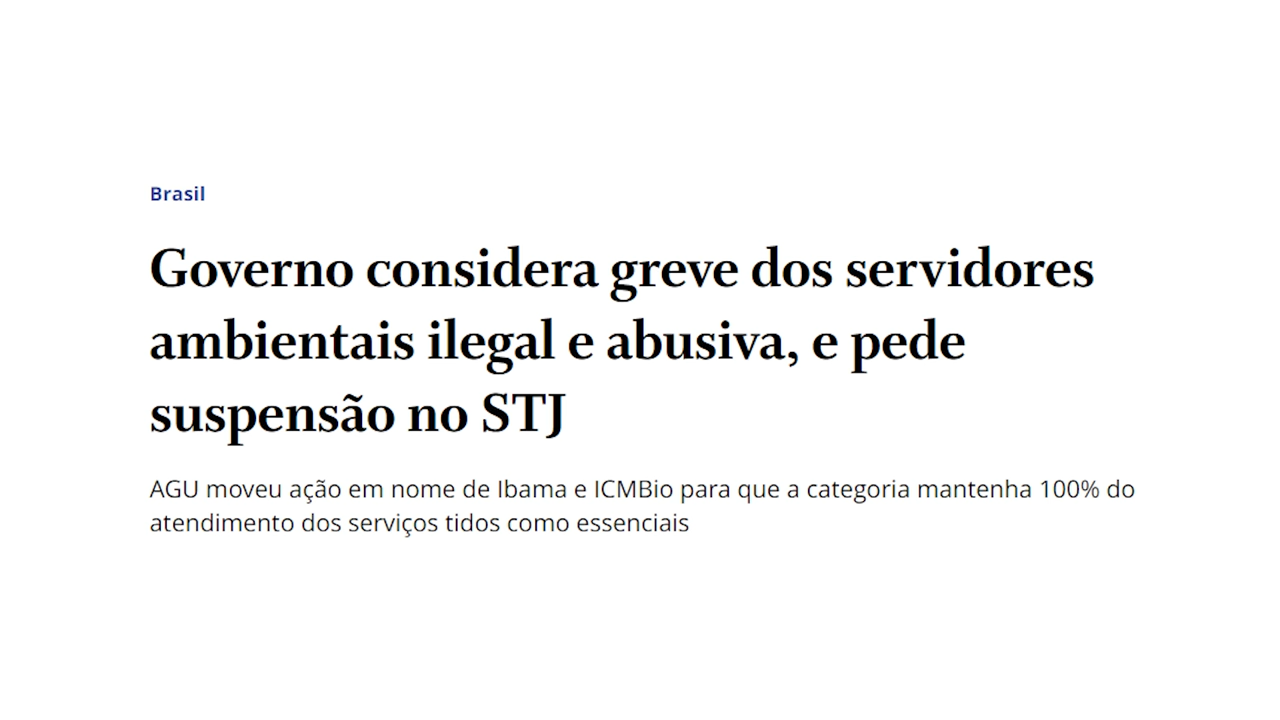 Brasil
Governo considera greve dos servidores
ambientais ilegal e abusiva, e pede
suspensão no STJ
AGU moveu ação em nome de Ibama e ICMBio para que a categoria mantenha 100% do
atendimento dos serviços tidos como essenciais